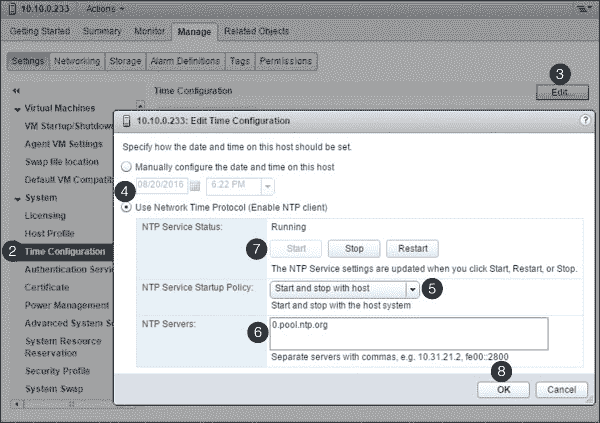 10.10.0.233 Actions
Getting Started Summary Monitor Manage Related Objects
Settings Networking Storage Alarm Definitions Tags Permissions
Time Configuration
3
Edit...
Virtual Machines
VM Startup/Shutdow
Agent VM Settings
Swap file location
Default VM Compatib
System
Licensing
Host Profile
2 Time Configuration
Authentication Servi
Certificate
Power Management
Advanced System Se
System Resource
Reservation
Security Profile
System Swap
10.10.0.233: Edit Time Configuration ?
Specify how the date and time on this host should be set.
Manually configure the date and time on this host
4
08/20/2016 6:22 PM
Use Network Time Protocol (Enable NTP client)
NTP Service Status: Running
7 Start Stop Restart
The NTP Service settings are updated when you click Start, Restart, or Stop.
NTP Service Startup Policy: Start and stop with host 5
Start and stop with the host system
NTP Servers: 6 0.pool.ntp.org
Separate servers with commas, e.g. 10.31.21.2, fe00::2800
8
OK Cancel